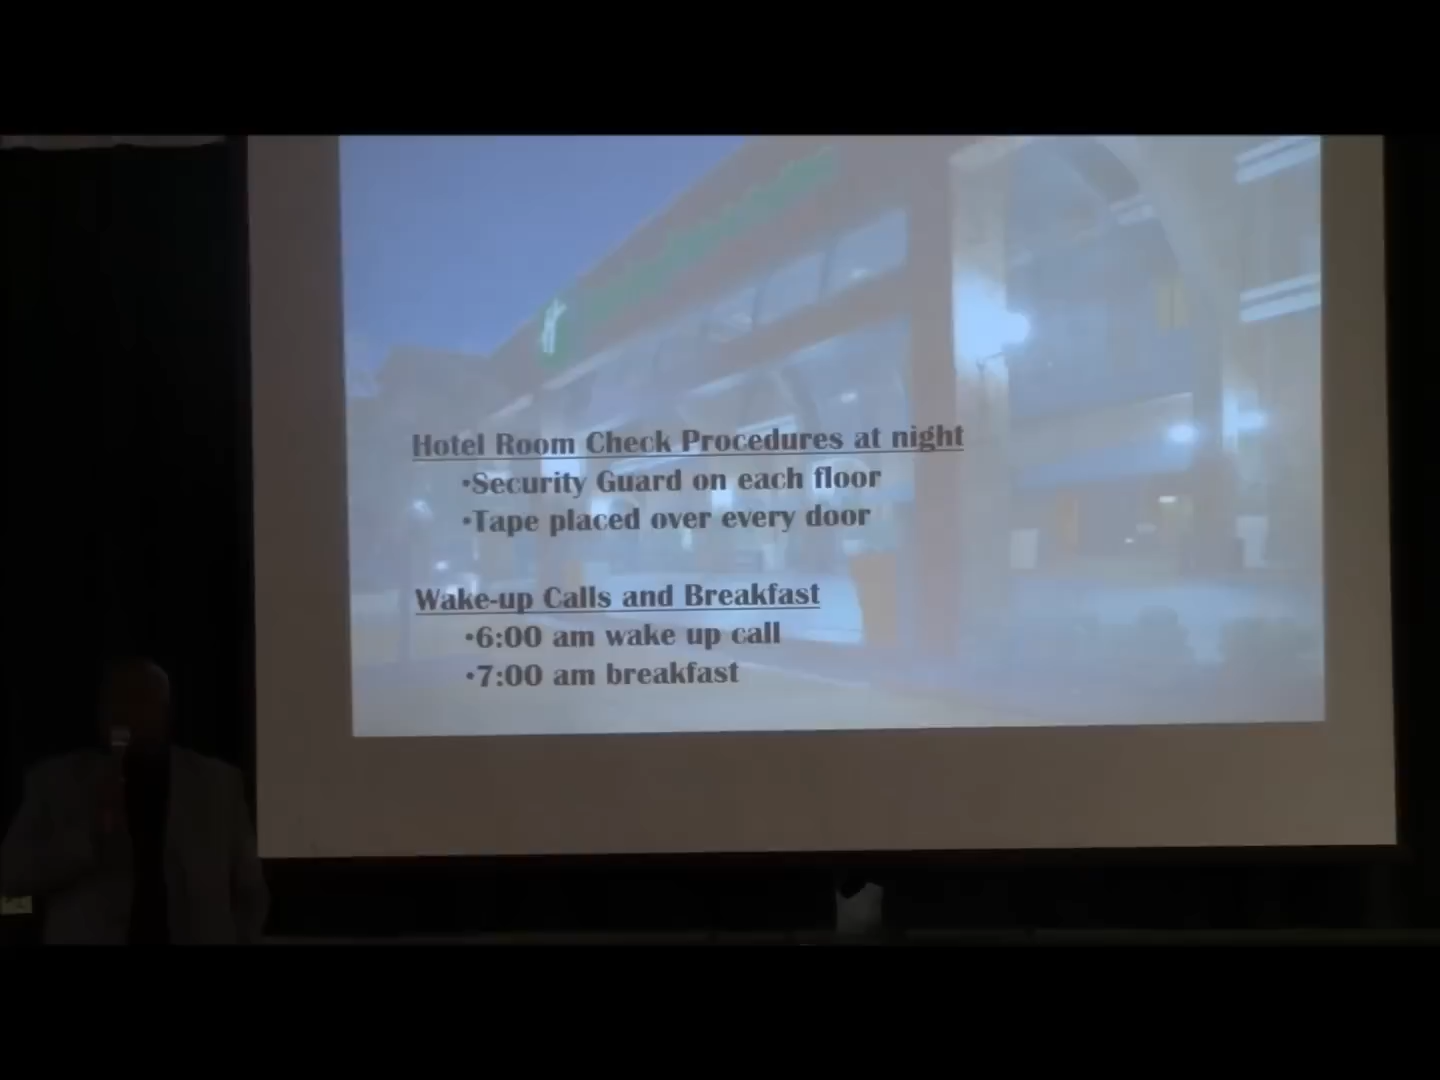 Hotel Room Check Procedures at night
•Security Guard on each floor
•Tape placed over every door
Wake-up Calls and Breakfast
•6:00 am wake up call
•7:00 am breakfast